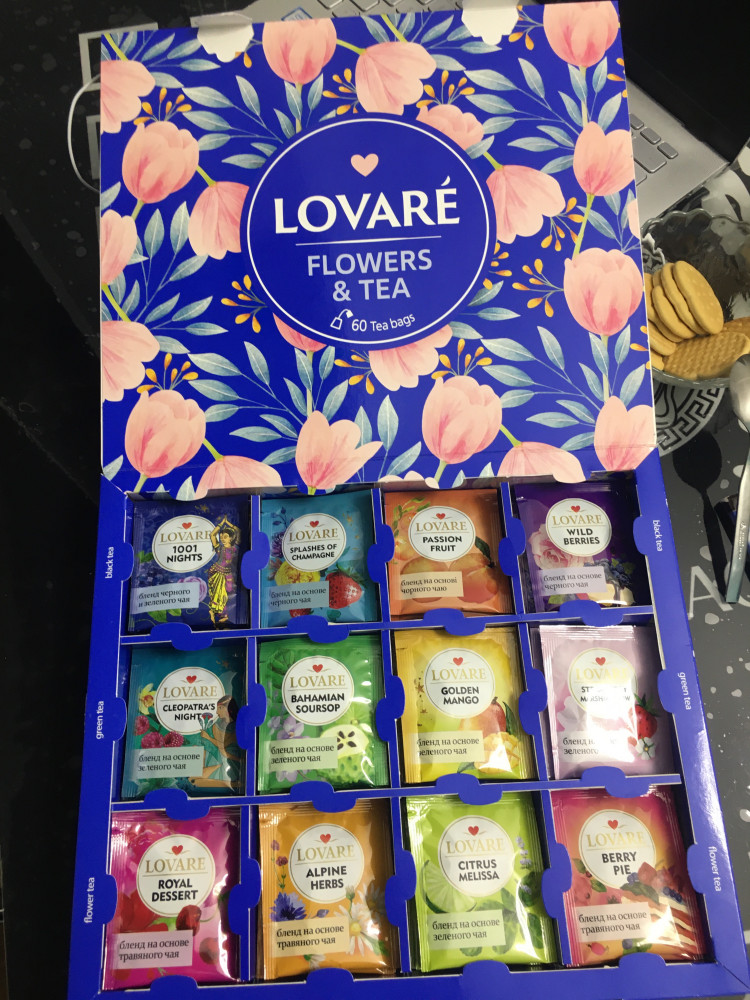 LOVARÉ
FLOWERS
& TEA
60 Tea bags
black tea
LOVARE
1001
NIGHTS
бленд черного
и зеленого чая
LOVARE
SPLASHES OF
CHAMPAGNE
бленд на основе
черного чая
LOVARE
PASSION
FRUIT
бленд на основі
чорного чаю
LOVARE
WILD
BERRIES
бленд на основе
черного чая
black tea
green tea
LOVARE
CLEOPATRA'S
NIGHT
бленд на основе
зеленого чая
LOVARE
BAHAMIAN
SOURSOP
бленд на основе
зеленого чая
LOVARE
GOLDEN
MANGO
бленд на основе
зеленого чая
LOVARE
бленд основе
зеленого
green tea
flower tea
LOVARE
ROYAL
DESSERT
бленд на основе
травяного чая
LOVARE
ALPINE
HERBS
бленд на основе
травяного чая
LOVARE
CITRUS
MELISSA
бленд на основе
зеленого чая
LOVARE
BERRY
PIE
бленд на основе
травяного чая
flower tea